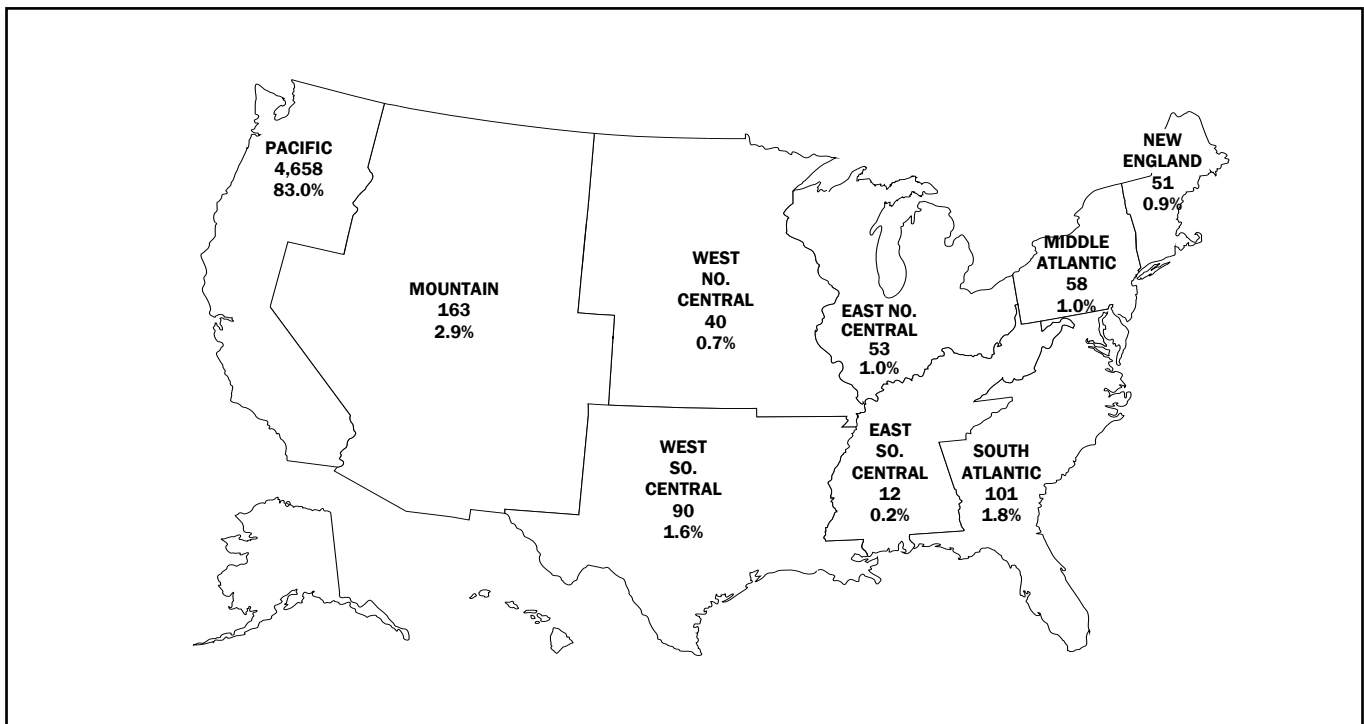 PACIFIC
4,658
83.0%
MOUNTAIN
163
2.9%
WEST
NO.
CENTRAL
40
0.7%
WEST
SO.
CENTRAL
90
1.6%
EAST NO.
CENTRAL
53
1.0%
EAST
SO.
CENTRAL
12
0.2%
SOUTH
ATLANTIC
101
1.8%
MIDDLE
ATLANTIC
58
1.0%
NEW
ENGLAND
51
0.9%